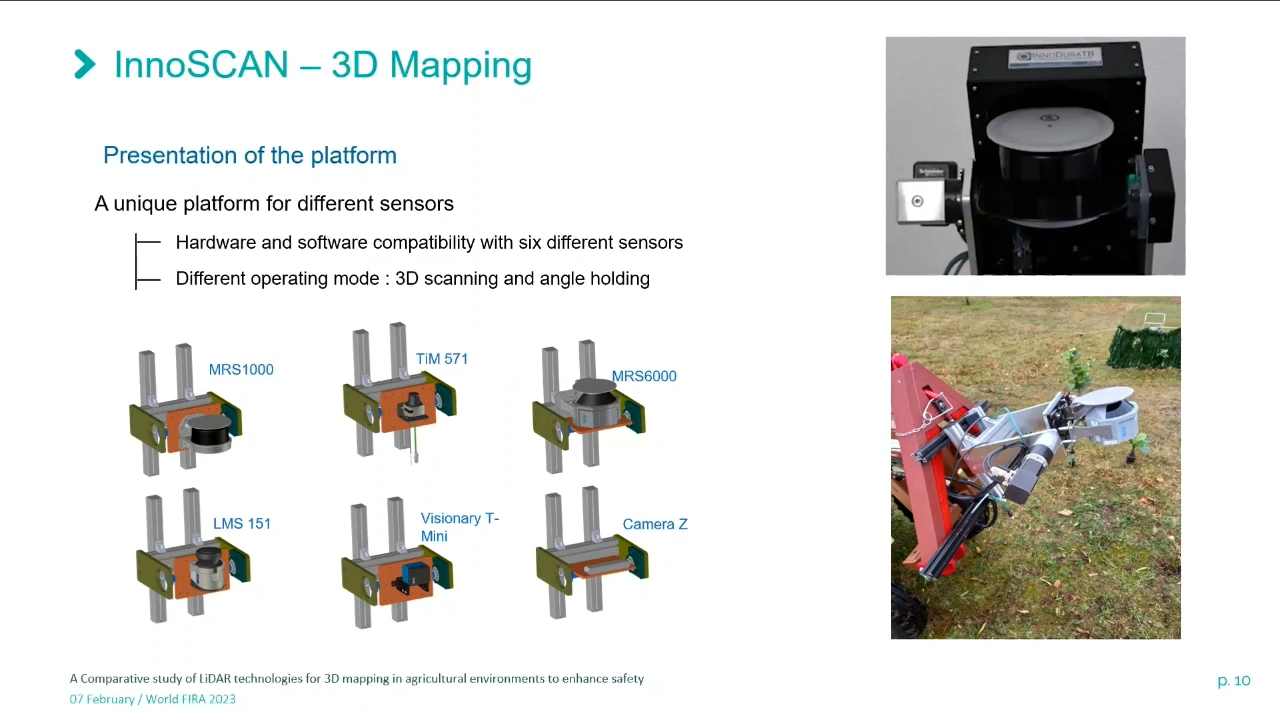 InnoSCAN – 3D Mapping
Presentation of the platform
A unique platform for different sensors
Hardware and software compatibility with six different sensors
Different operating mode : 3D scanning and angle holding
MRS1000
TiM 571
MRS6000
LMS 151
Visionary T-
Mini
Camera Z
INNODURATB
Schneider
A Comparative study of LiDAR technologies for 3D mapping in agricultural environments to enhance safety
07 February / World FIRA 2023
p. 10